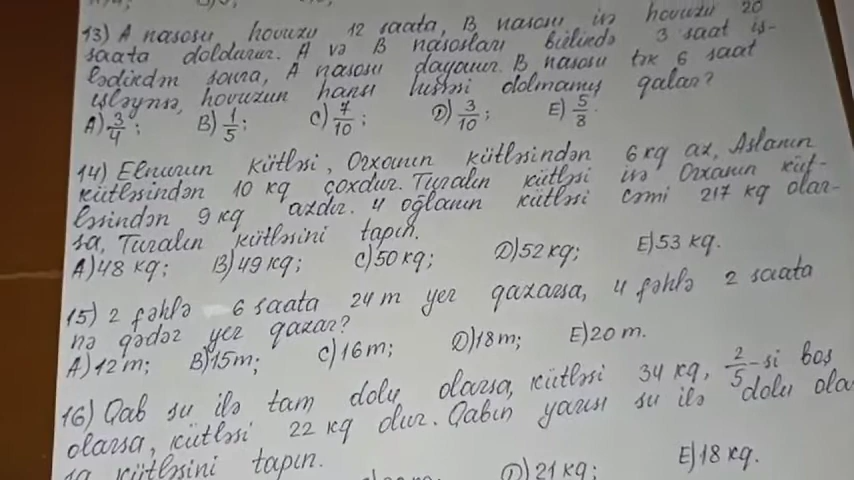 13) A nasosu hovuzu 12 saata, B nasosu isə hovuzu 20
saata doldurur. A və B nasosları birlikdə 3 saat iş-
lədikdən sonra, A nasosu dayanır. B nasosu tək 6 saat
işləyərsə, hovuzun hansı hissəsi dolmamış qalar?
A) 3/4; B) 1/5; C) 7/10; D) 3/10; E) 5/8.
14) Elnurun kütləsi, Orxanın kütləsindən 6 kq az, Aslanın
kütləsindən 10 kq çoxdur. Turalın kütləsi isə Orxanın küt-
ləsindən 9 kq azdır. 4 oğlanın kütləsi cəmi 217 kq olar-
sa, Turalın kütləsini tapın.
A) 48 kq; B) 49 kq; C) 50 kq; D) 52 kq; E) 53 kq.
15) 2 fəhlə 6 saata 24 m yer qazarsa, 4 fəhlə 2 saata
nə qədər yer qazar?
A) 12 m; B) 15 m; C) 16 m; D) 18 m; E) 20 m.
16) Qab su ilə tam dolu olarsa, kütləsi 34 kq, 2/5-si boş
olarsa, kütləsi 22 kq olur. Qabın yarısı su ilə dolu olar
sa kütləsini tapın.
D) 21 kq; E) 18 kq.